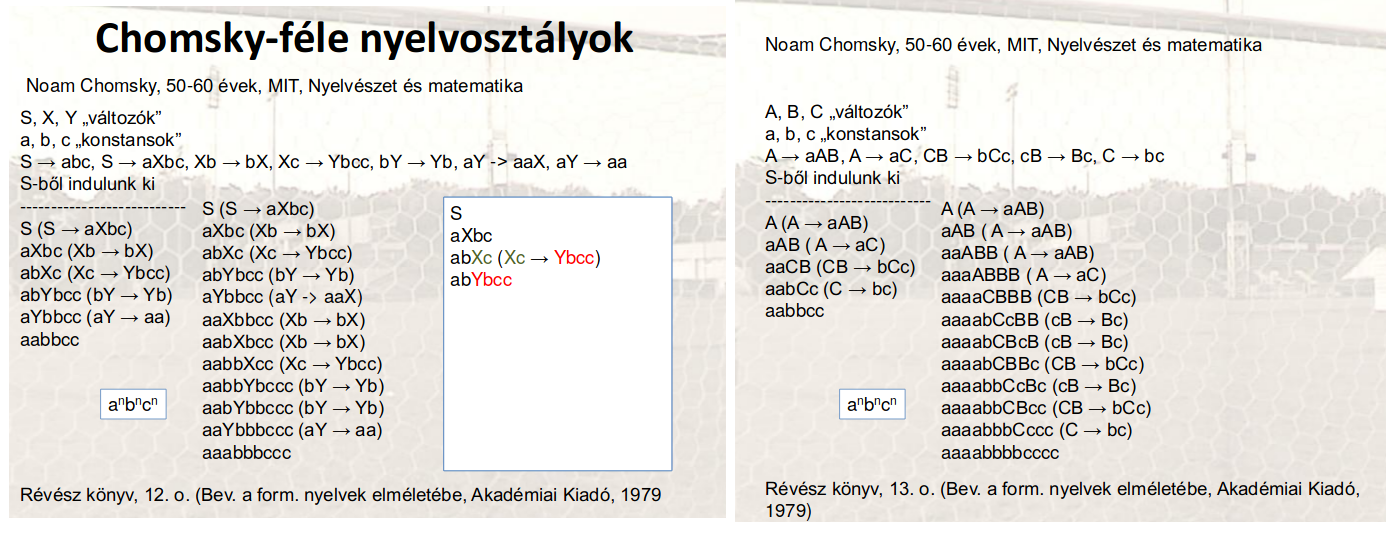 Chomsky-féle nyelvosztályok
Noam Chomsky, 50-60 évek, MIT, Nyelvészet és matematika
S, X, Y „változók”
a, b, c „konstansok”
S → abc, S → aXbc, Xb → bX, Xc → Ybcc, bY → Yb, aY -> aaX, aY → aa
S-ből indulunk ki
---------------------------
S (S → aXbc)
aXbc (Xb → bX)
abXc (Xc → Ybcc)
abYbcc (bY → Yb)
aYbbcc (aY → aa)
aabbcc
aⁿbⁿcⁿ
S (S → aXbc)
aXbc (Xb → bX)
abXc (Xc → Ybcc)
abYbcc (bY → Yb)
aYbbcc (aY -> aaX)
aaXbbcc (Xb → bX)
aabXbcc (Xb → bX)
aabbXcc (Xc → Ybcc)
aabbYbccc (bY → Yb)
aabYbbccc (bY → Yb)
aaYbbbccc (aY → aa)
aaabbbccc
S
aXbc
abXc (Xc → Ybcc)
abYbcc
Révész könyv, 12. o. (Bev. a form. nyelvek elméletébe, Akadémiai Kiadó, 1979
Noam Chomsky, 50-60 évek, MIT, Nyelvészet és matematika
A, B, C „változók”
a, b, c „konstansok”
A → aAB, A → aC, CB → bCc, cB → Bc, C → bc
S-ből indulunk ki
---------------------------
A (A → aAB)
aAB ( A → aC)
aaCB (CB → bCc)
aabCc (C → bc)
aabbcc
aⁿbⁿcⁿ
A (A → aAB)
aAB ( A → aAB)
aaABB ( A → aAB)
aaaABBB ( A → aC)
aaaaCBBB (CB → bCc)
aaaabCcBB (cB → Bc)
aaaabCBcB (cB → Bc)
aaaabCBBc (CB → bCc)
aaaabbCcBc (cB → Bc)
aaaabbCBcc (CB → bCc)
aaaabbbCccc (C → bc)
aaaabbbbcccc
Révész könyv, 13. o. (Bev. a form. nyelvek elméletébe, Akadémiai Kiadó,
1979)